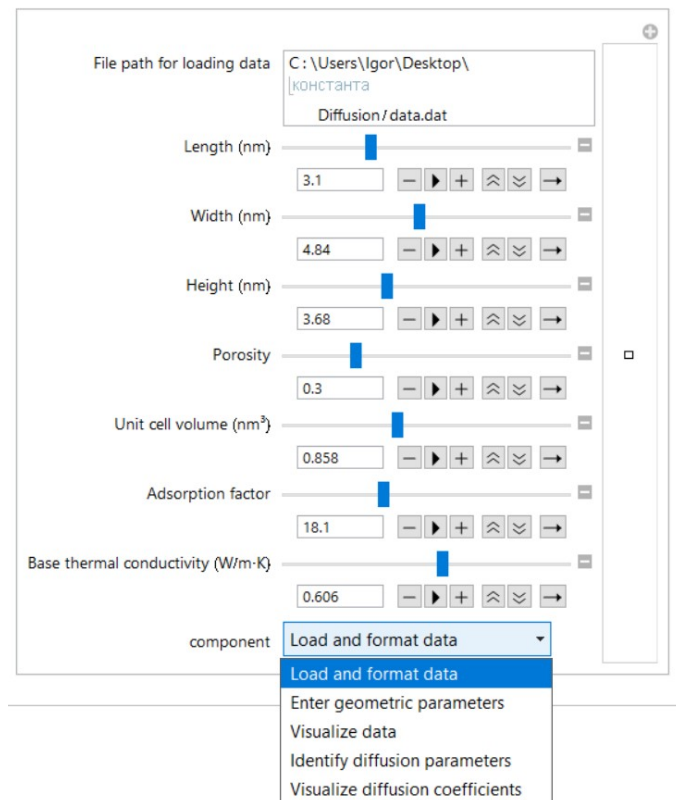 File path for loading data
C:\Users\Igor\Desktop\
константа
Diffusion/data.dat
Length (nm)
3.1
Width (nm)
4.84
Height (nm)
3.68
Porosity
0.3
Unit cell volume (nm³)
0.858
Adsorption factor
18.1
Base thermal conductivity (W/m·K)
0.606
component
Load and format data
Load and format data
Enter geometric parameters
Visualize data
Identify diffusion parameters
Visualize diffusion coefficients